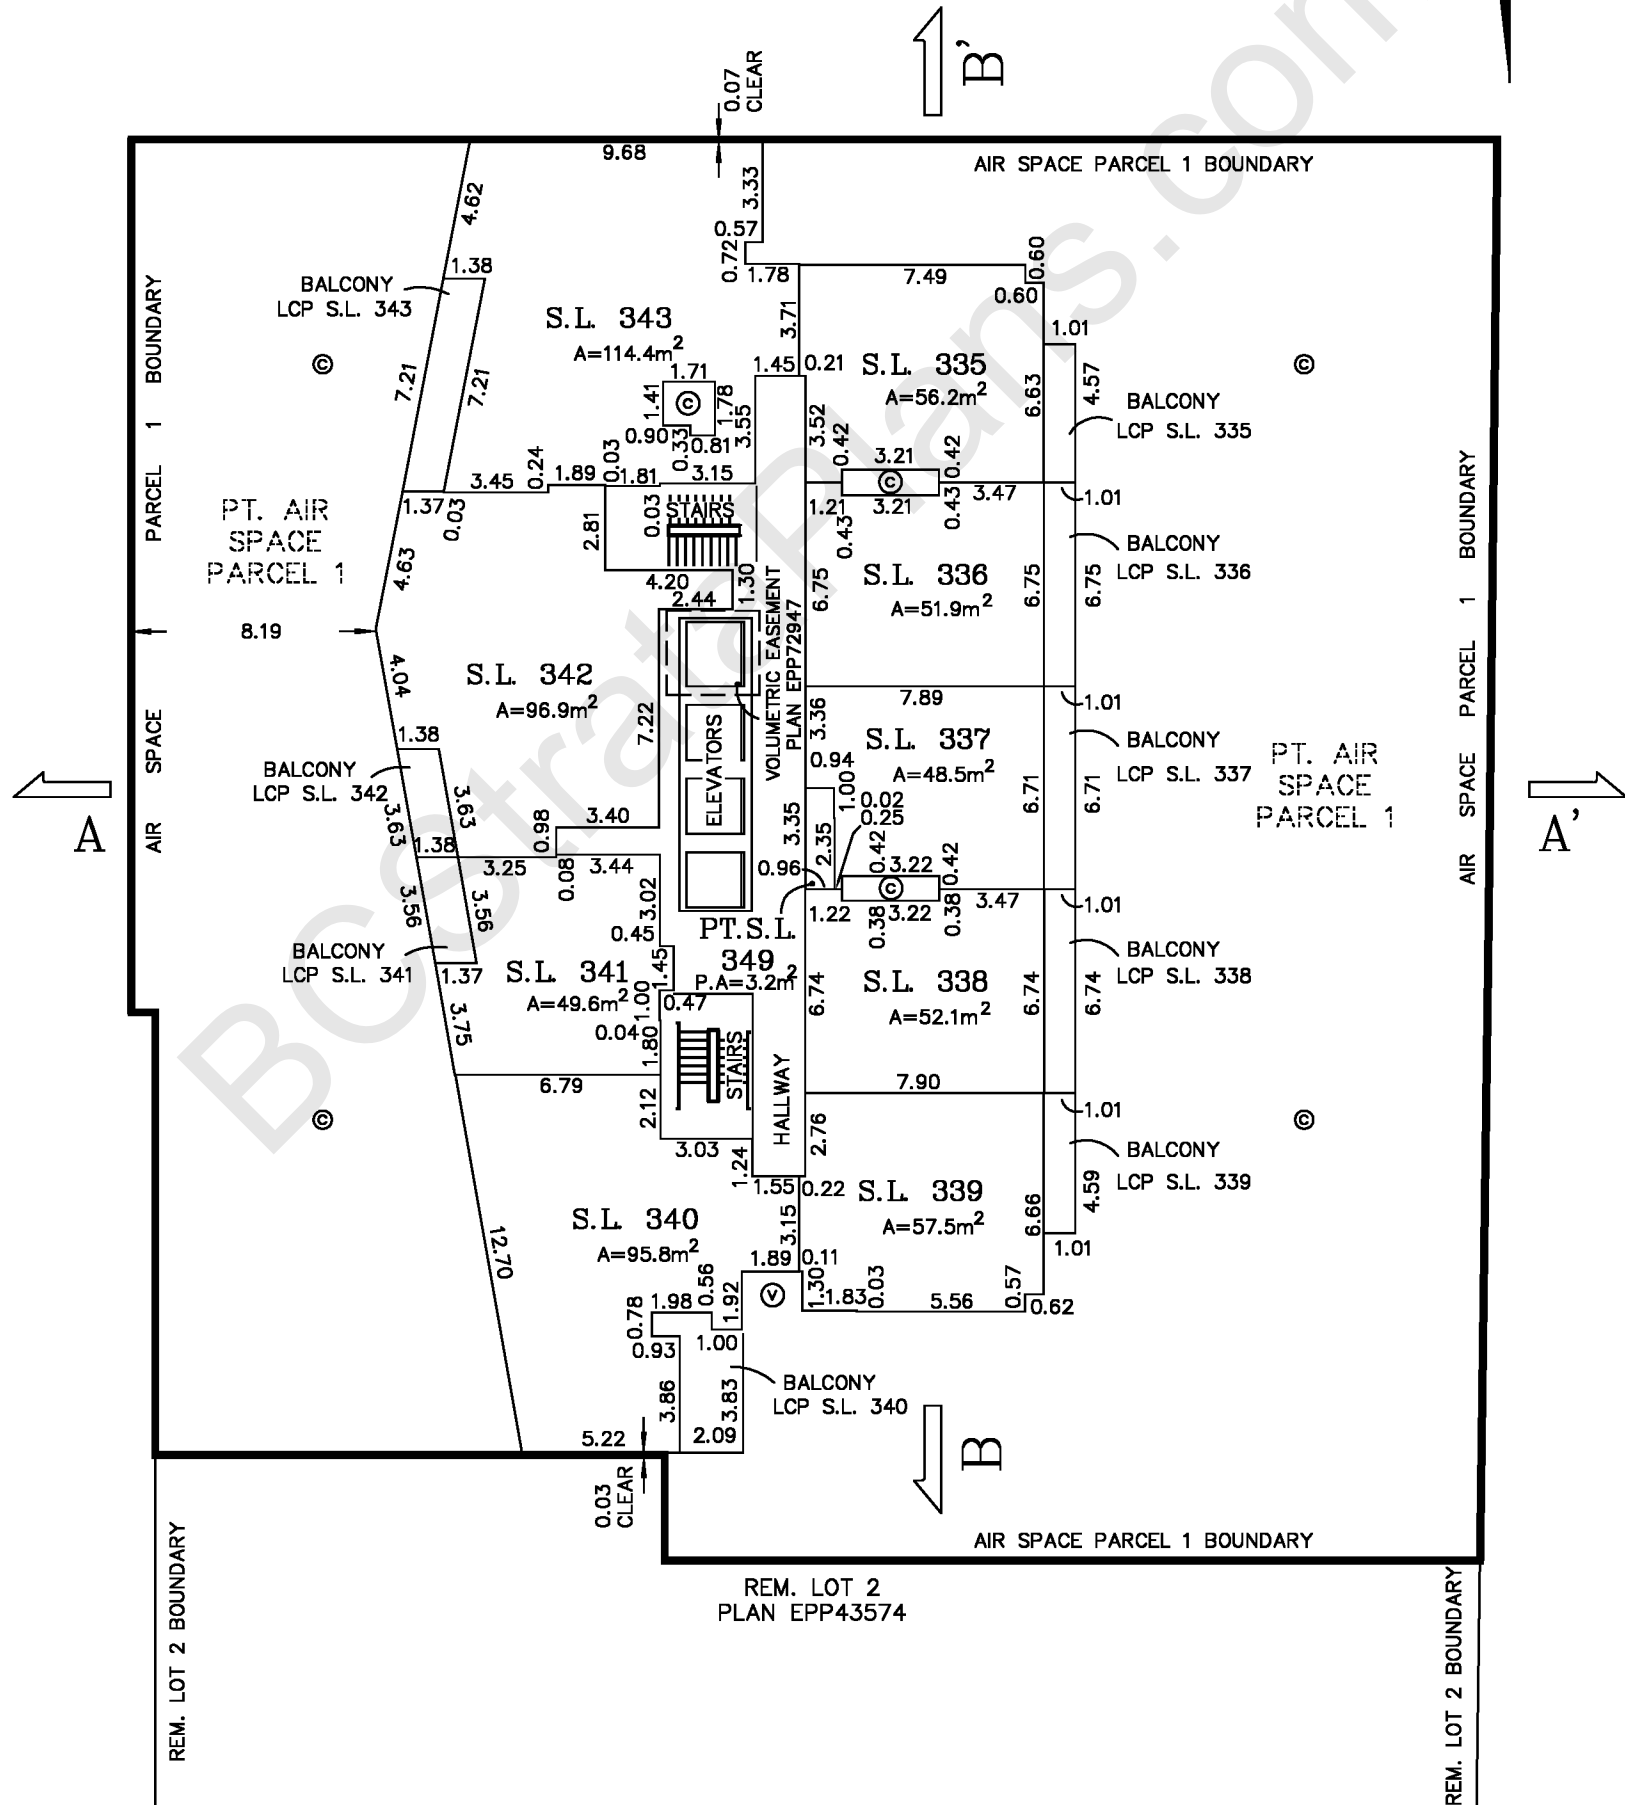 B'
0.07
CLEAR
9.68
AIR SPACE PARCEL 1 BOUNDARY
4.62
3.33
0.57
0.72
1.78
7.49
0.60
0.60
1.38
BALCONY
LCP S.L. 343
S.L. 343
A=114.4m²
3.71
1.01
1.45
0.21
S.L. 335
A=56.2m²
6.63
4.57
BALCONY
LCP S.L. 335
©
©
7.21
7.21
1.71
1.41
©
1.78
0.90
0.33
0.81
3.55
3.52
0.42
3.21
0.42
©
3.45
0.24
1.89
0.03
1.81
3.15
1.37
0.03
2.81
0.03
STAIRS
1.21
3.21
0.43
0.43
3.47
1.01
AIR SPACE PARCEL 1 BOUNDARY
PT. AIR
SPACE
PARCEL 1
4.63
4.20
2.44
1.30
VOLUMETRIC EASEMENT
PLAN EPP72947
6.75
S.L. 336
A=51.9m²
6.75
6.75
BALCONY
LCP S.L. 336
AIR SPACE PARCEL 1 BOUNDARY
8.19
4.04
S.L. 342
A=96.9m²
7.22
7.89
1.01
3.36
S.L. 337
A=48.5m²
0.94
1.00
0.02
0.25
6.71
6.71
BALCONY
LCP S.L. 337
PT. AIR
SPACE
PARCEL 1
1.38
BALCONY
LCP S.L. 342
3.63
3.63
ELEVATORS
3.35
2.35
A
A'
1.38
3.25
0.98
3.40
0.08
3.44
0.96
0.42
3.22
0.42
©
1.22
0.38
3.22
0.38
3.47
1.01
3.56
3.56
3.02
0.45
PT.S.L.
349
P.A=3.2m²
BALCONY
LCP S.L. 341
1.37
S.L. 341
A=49.6m²
1.45
1.00
0.47
0.04
1.80
3.75
STAIRS
6.74
S.L. 338
A=52.1m²
6.74
6.74
BALCONY
LCP S.L. 338
6.79
2.12
HALLWAY
7.90
1.01
©
©
3.03
1.24
2.76
BALCONY
LCP S.L. 339
1.55
0.22
S.L. 339
A=57.5m²
6.66
4.59
1.01
12.70
S.L. 340
A=95.8m²
3.15
1.89
0.11
V
1.30
1.83
0.03
5.56
0.57
0.62
0.78
1.98
0.56
1.92
0.93
1.00
3.86
3.83
BALCONY
LCP S.L. 340
5.22
2.09
0.03
CLEAR
B
AIR SPACE PARCEL 1 BOUNDARY
REM. LOT 2
PLAN EPP43574
REM. LOT 2 BOUNDARY
REM. LOT 2 BOUNDARY
BCStrataPlans.com